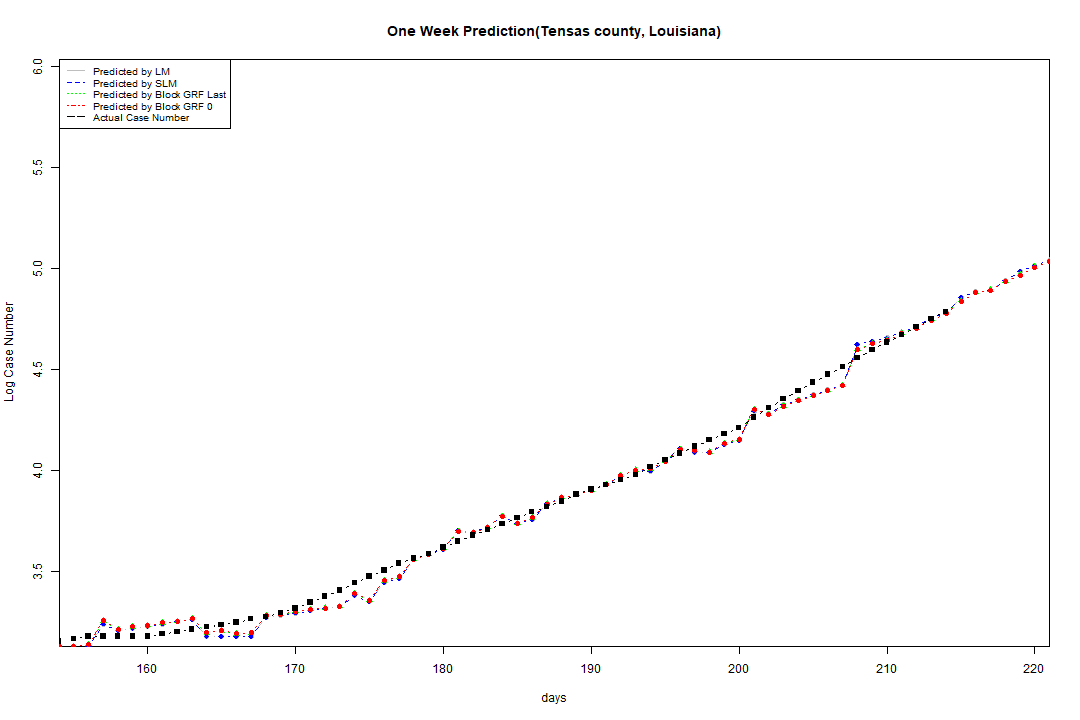 One Week Prediction(Tensas county, Louisiana)
Predicted by LM
Predicted by SLM
Predicted by Block GRF Last
Predicted by Block GRF 0
Actual Case Number
6.0
5.5
5.0
4.5
4.0
3.5
Log Case Number
160 170 180 190 200 210 220
days